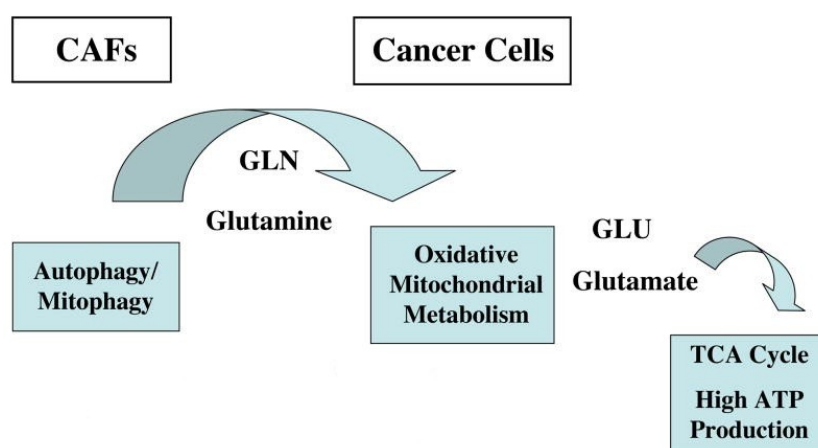 CAFs
Cancer Cells
GLN
Glutamine
Autophagy/
Mitophagy
Oxidative
Mitochondrial
Metabolism
GLU
Glutamate
TCA Cycle
High ATP
Production